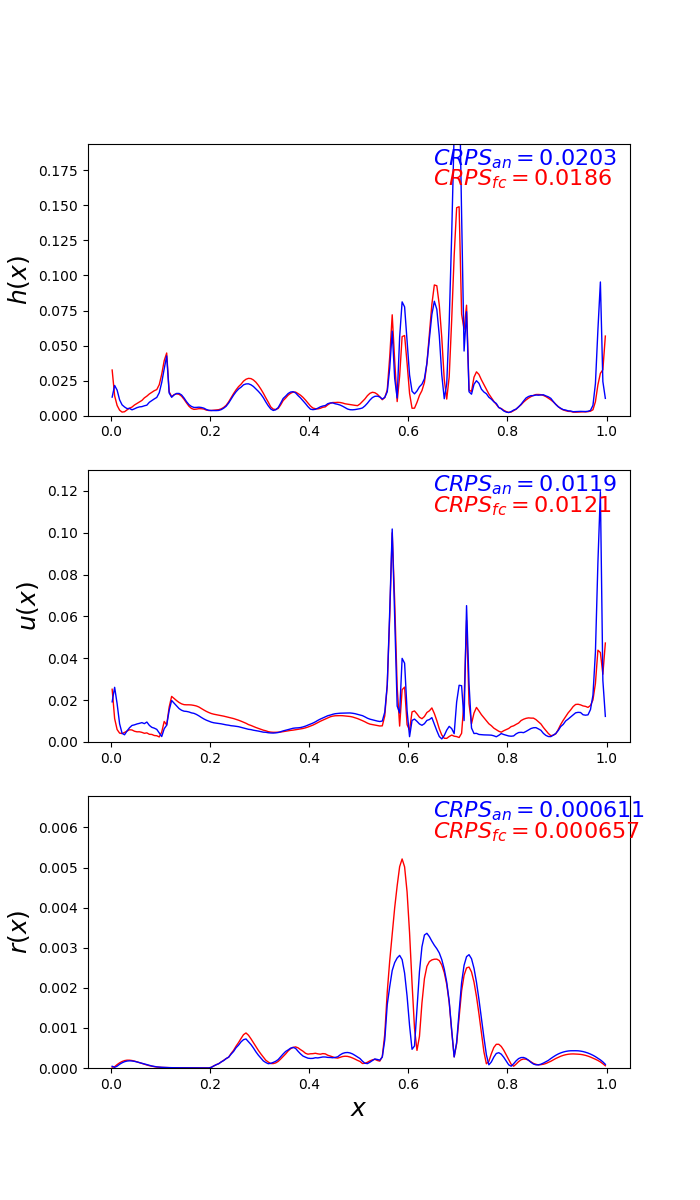 CRPS_an = 0.0203
CRPS_fc = 0.0186
0.175
0.150
0.125
0.100
0.075
0.050
0.025
0.000
h(x)
0.0 0.2 0.4 0.6 0.8 1.0
CRPS_an = 0.0119
CRPS_fc = 0.0121
0.12
0.10
0.08
0.06
0.04
0.02
0.00
u(x)
0.0 0.2 0.4 0.6 0.8 1.0
CRPS_an = 0.000611
CRPS_fc = 0.000657
0.006
0.005
0.004
0.003
0.002
0.001
0.000
r(x)
0.0 0.2 0.4 0.6 0.8 1.0
x